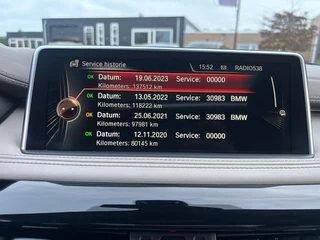 Service historie
15:52 RADIO538
OK Datum: 19.06.2023 Service: 00000
Kilometers: 137512 km
OK Datum: 13.05.2022 Service: 30983 BMW
Kilometers: 118222 km
OK Datum: 25.06.2021 Service: 30983 BMW
Kilometers: 97981 km
OK Datum: 12.11.2020 Service: 00000
Kilometers: 80145 km